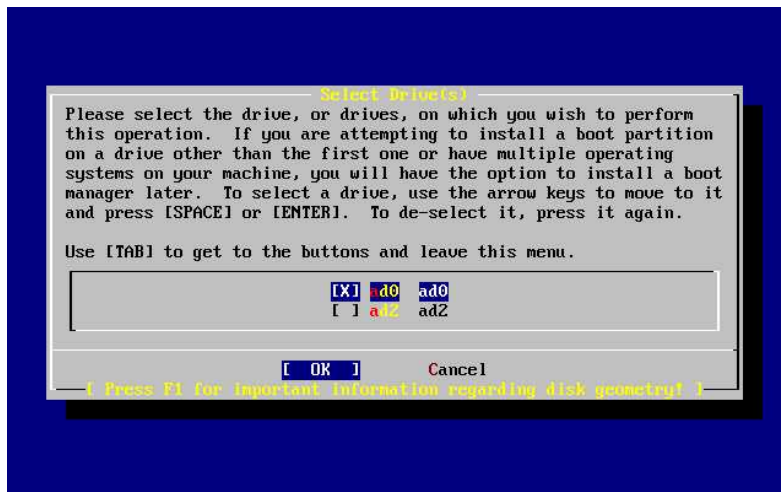 Select Drive(s)
Please select the drive, or drives, on which you wish to perform
this operation.  If you are attempting to install a boot partition
on a drive other than the first one or have multiple operating
systems on your machine, you will have the option to install a boot
manager later.  To select a drive, use the arrow keys to move to it
and press [SPACE] or [ENTER].  To de-select it, press it again.
Use [TAB] to get to the buttons and leave this menu.
[X] ad0 ad0
[ ] ad2 ad2
[ OK ] Cancel
[ Press F1 for important information regarding disk geometry! ]